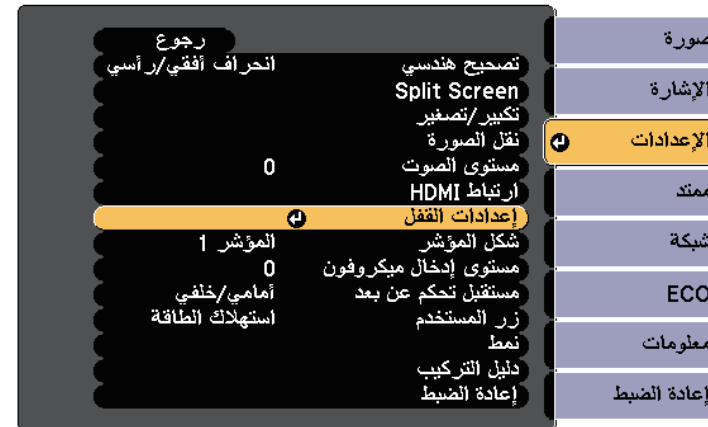 صورة
الإشارة
الإعدادات
ممتد
شبكة
ECO
معلومات
إعادة الضبط
رجوع
تصحيح هندسي انحراف أفقي/رأسي
Split Screen
تكبير/تصغير
نقل الصورة
مستوى الصوت 0
ارتباط HDMI
إعدادات القفل
شكل المؤشر المؤشر 1
مستوى إدخال ميكروفون 0
مستقبل تحكم عن بعد أمامي/خلفي
زر المستخدم استهلاك الطاقة
نمط
دليل التركيب
إعادة الضبط